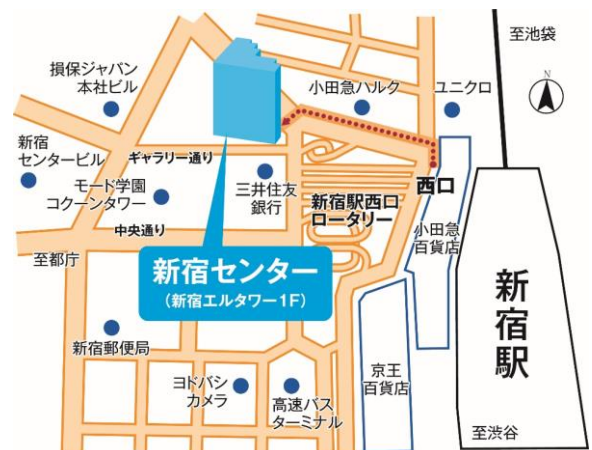 至池袋
N
損保ジャパン
本社ビル
小田急ハルク
ユニクロ
新宿
センタービル
ギャラリー通り
モード学園
コクーンタワー
三井住友
銀行
新宿駅西口
ロータリー
西口
小田急
百貨店
中央通り
至都庁
新宿センター
(新宿エルタワー1F)
新宿駅
新宿郵便局
京王
百貨店
ヨドバシ
カメラ
高速バス
ターミナル
至渋谷